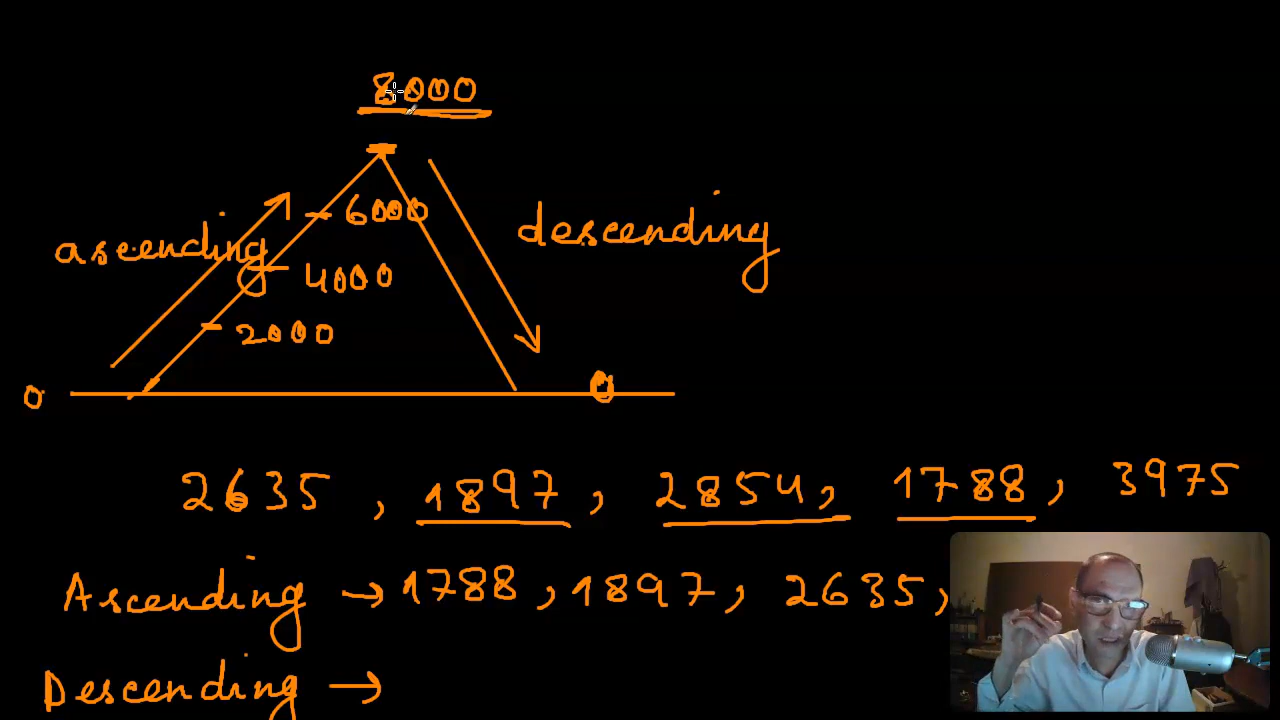 8000
6000
ascending
descending
4000
2000
0 0
2635 , 1897 , 2854, 1788 , 3975
Ascending → 1788 , 1897 , 2635,
Descending →